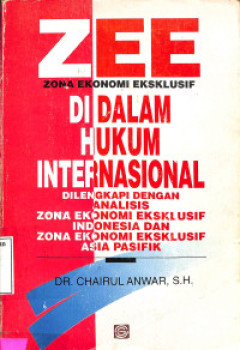 ZEE
ZONA EKONOMI EKSKLUSIF
DI DALAM
HUKUM
INTERNASIONAL
DILENGKAPI DENGAN
ANALISIS
ZONA EKONOMI EKSKLUSIF
INDONESIA DAN
ZONA EKONOMI EKSKLUSIF
ASIA PASIFIK
DR. CHAIRUL ANWAR, S.H.